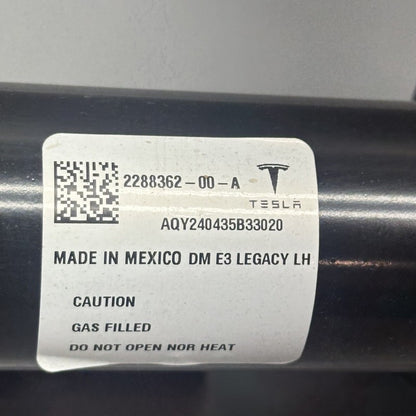 2288362-00-A
TESLA
AQY240435B33020
MADE IN MEXICO DM E3 LEGACY LH
CAUTION
GAS FILLED
DO NOT OPEN NOR HEAT